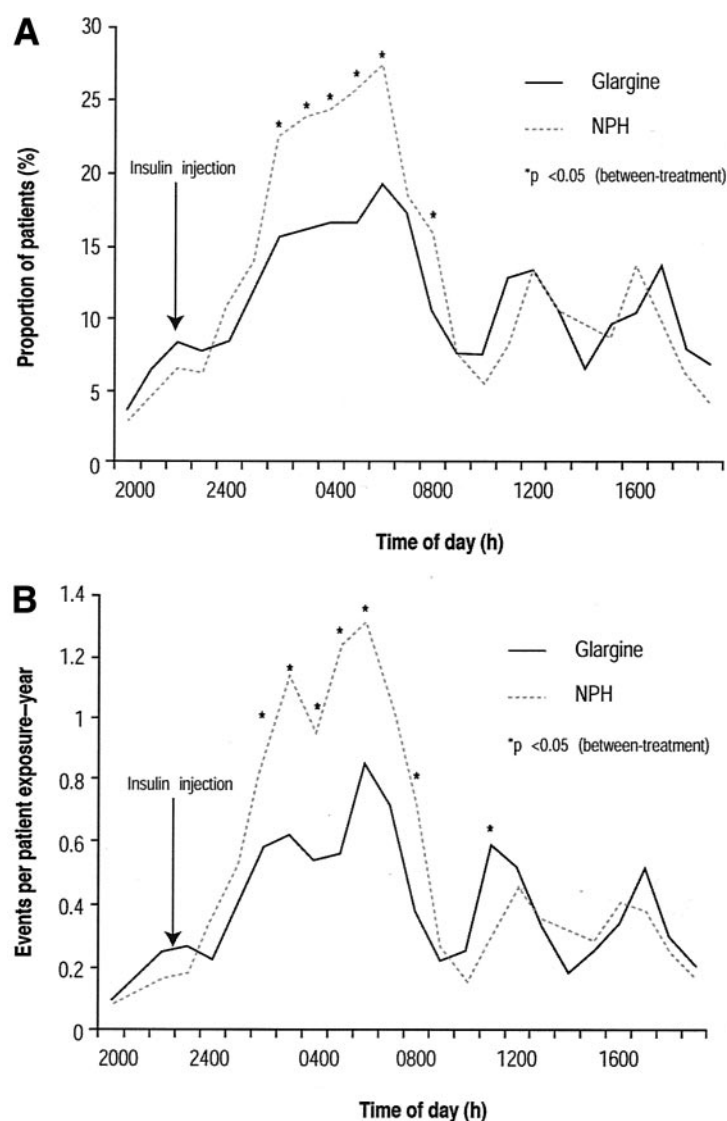 A
30
25
20
15
10
5
0
Proportion of patients (%)
Insulin injection
Glargine
NPH
*p <0.05 (between-treatment)
* * * * * *
2000 2400 0400 0800 1200 1600
Time of day (h)
B
1.4
1.2
1
0.8
0.6
0.4
0.2
0
Events per patient exposure–year
Insulin injection
Glargine
NPH
*p <0.05 (between-treatment)
* * * * * * *
2000 2400 0400 0800 1200 1600
Time of day (h)